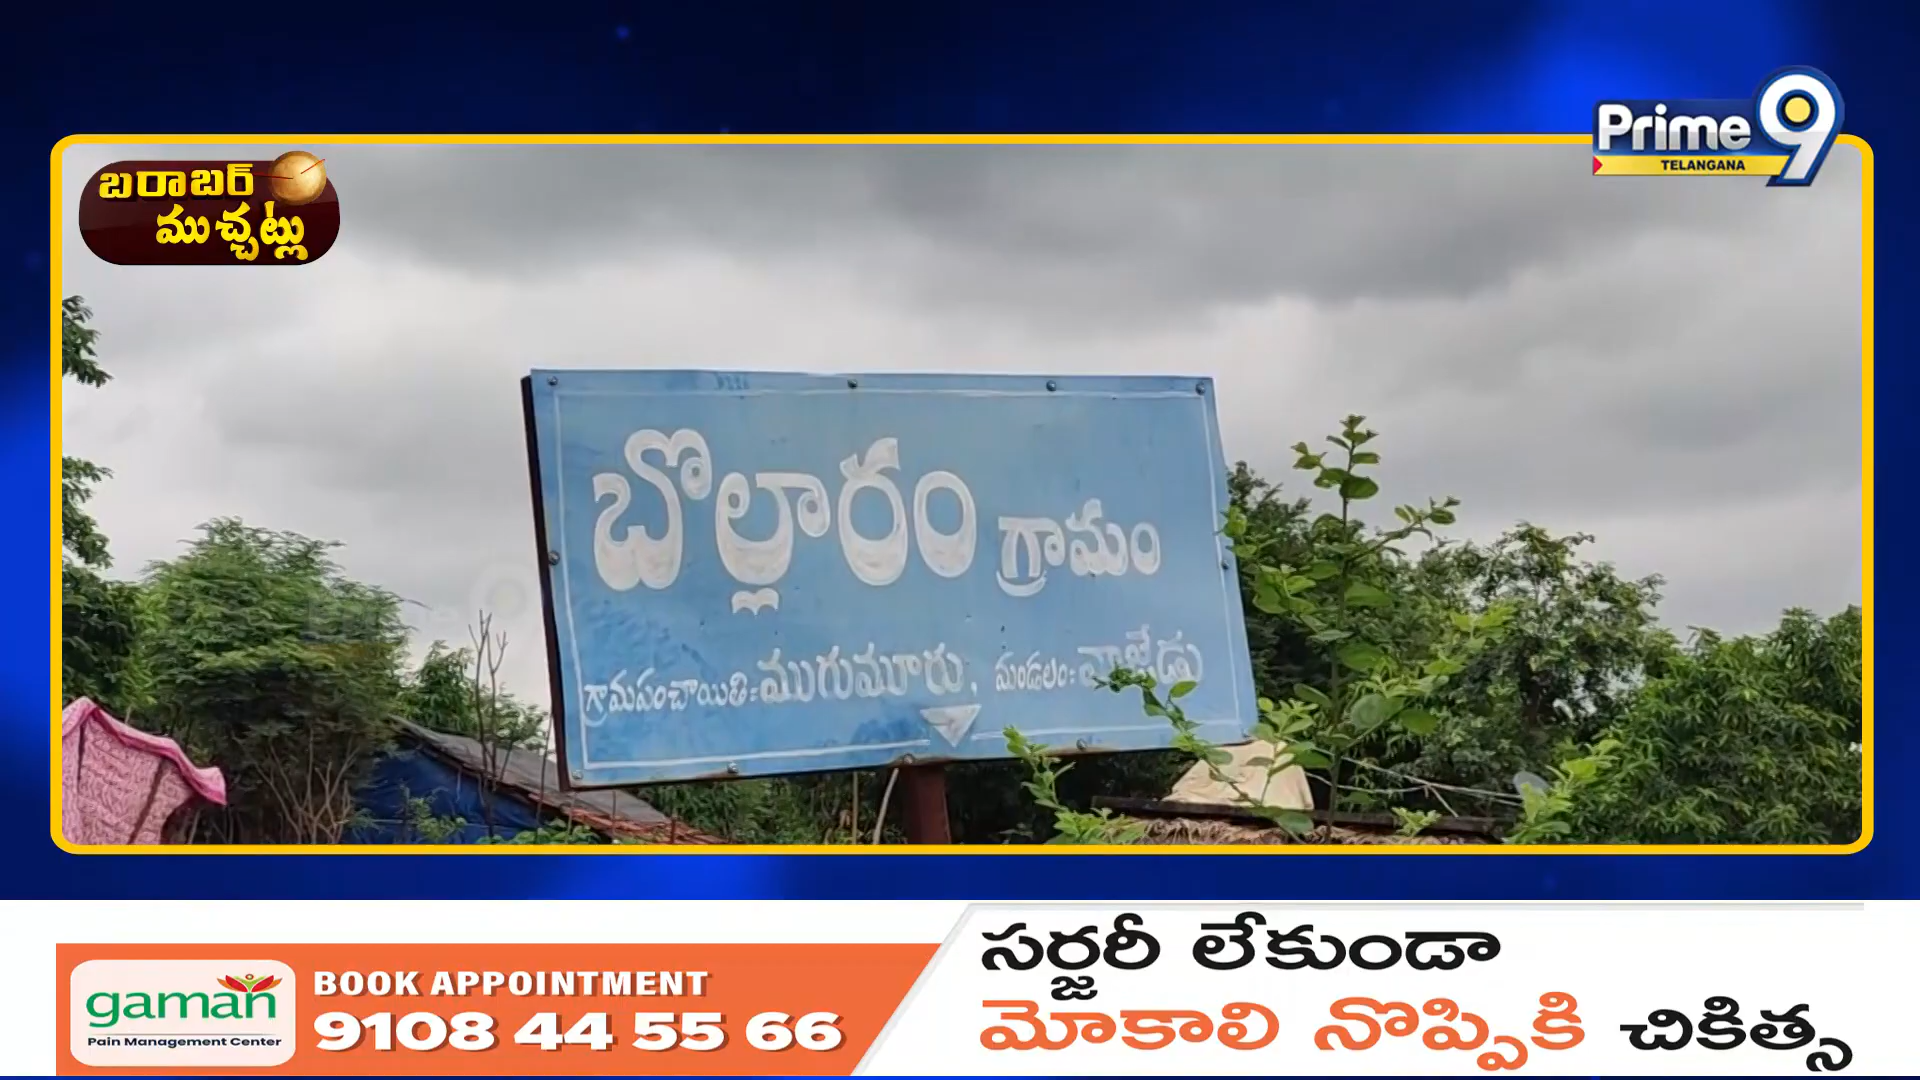 Prime9
TELANGANA
బరాబర్
ముచ్చట్లు
బొల్లారం గ్రామం
గ్రామపంచాయితి:ముగుమూరు, మండలం:వాజేడు
gaman
Pain Management Center
BOOK APPOINTMENT
9108 44 55 66
సర్జరీ లేకుండా
మోకాలి నొప్పికి చికిత్స